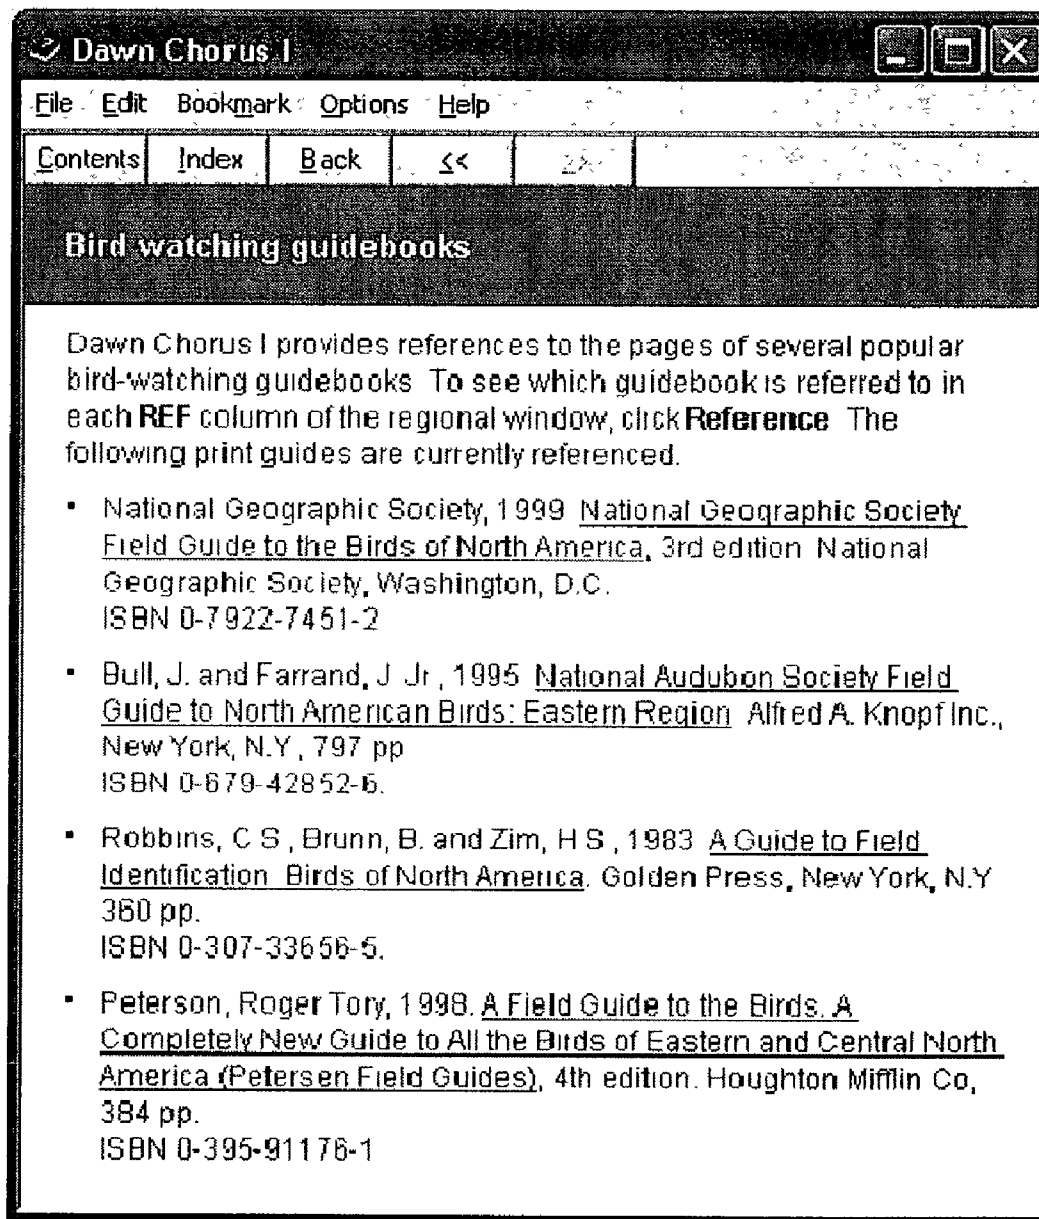 Dawn Chorus I
File Edit Bookmark Options Help
Contents Index Back << >>
Bird watching guidebooks
Dawn Chorus I provides references to the pages of several popular
bird-watching guidebooks To see which guidebook is referred to in
each REF column of the regional window, click Reference The
following print guides are currently referenced.
▪ National Geographic Society, 1999 National Geographic Society
Field Guide to the Birds of North America, 3rd edition National
Geographic Society, Washington, D.C.
ISBN 0-7922-7451-2
▪ Bull, J. and Farrand, J Jr , 1995 National Audubon Society Field
Guide to North American Birds: Eastern Region Alfred A. Knopf Inc.,
New York, N.Y , 797 pp
ISBN 0-679-42852-6.
▪ Robbins, C S , Brunn, B. and Zim, H S , 1983 A Guide to Field
Identification Birds of North America. Golden Press, New York, N.Y
360 pp.
ISBN 0-307-33656-5.
▪ Peterson, Roger Tory, 1998. A Field Guide to the Birds. A
Completely New Guide to All the Birds of Eastern and Central North
America (Petersen Field Guides), 4th edition. Houghton Mifflin Co,
384 pp.
ISBN 0-395-91176-1